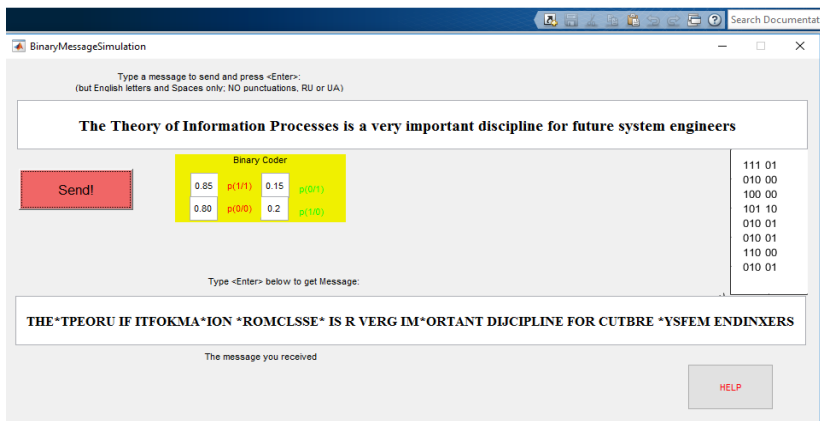 Search Documentat
BinaryMessageSimulation
Type a message to send and press <Enter>:
(but English letters and Spaces only; NO punctuations, RU or UA)
The Theory of Information Processes is a very important discipline for future system engineers
Send!
Binary Coder
0.85 p(1/1) 0.15 p(0/1)
0.80 p(0/0) 0.2 p(1/0)
111 01
010 00
100 00
101 10
010 01
010 01
110 00
010 01
Type <Enter> below to get Message:
THE*TPEORU IF ITFOKMA*ION *ROMCLSSE* IS R VERG IM*ORTANT DIJCIPLINE FOR CUTBRE *YSFEM ENDINXERS
The message you received
HELP